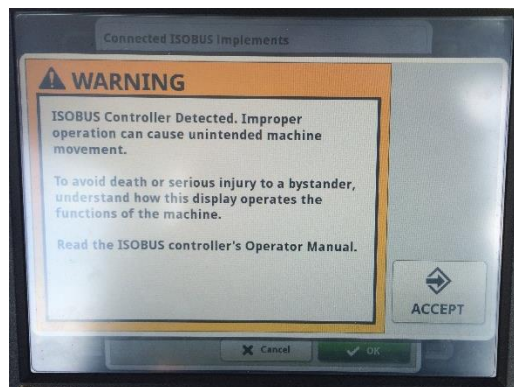 Connected ISOBUS Implements
WARNING
ISOBUS Controller Detected. Improper
operation can cause unintended machine
movement.
To avoid death or serious injury to a bystander,
understand how this display operates the
functions of the machine.
Read the ISOBUS controller's Operator Manual.
ACCEPT
Cancel
OK